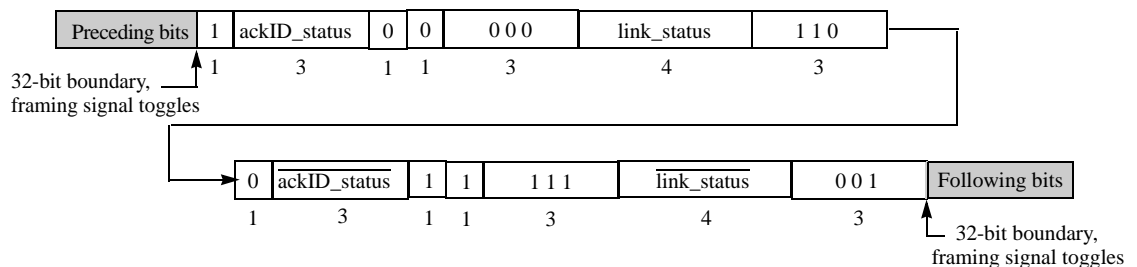 Preceding bits 1 ackID_status 0 0 0 0 0 link_status 1 1 0
1 3 1 1 3 4 3
32-bit boundary,
framing signal toggles
0 ackID_status 1 1 1 1 1 link_status 0 0 1 Following bits
1 3 1 1 3 4 3
32-bit boundary,
framing signal toggles